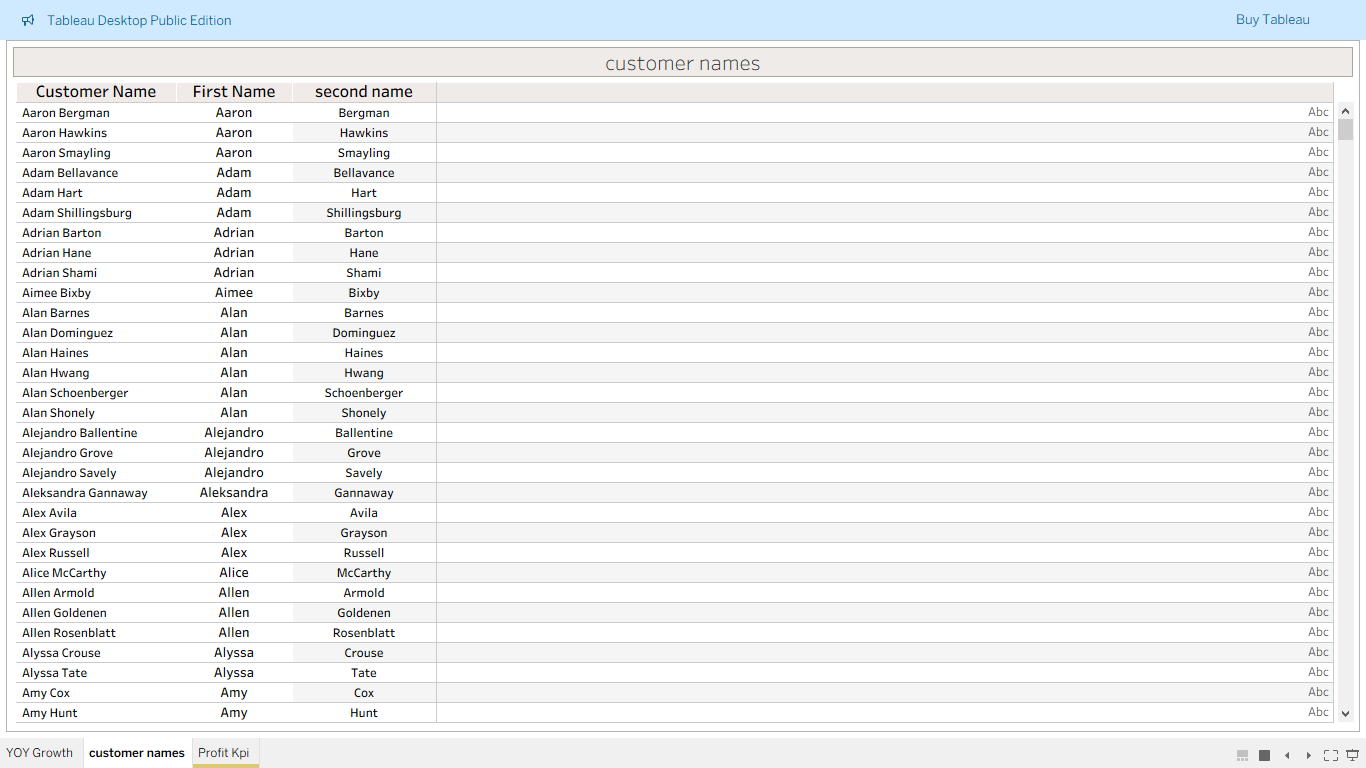 Tableau Desktop Public Edition Buy Tableau
customer names
Customer Name First Name second name
Aaron Bergman Aaron Bergman Abc
Aaron Hawkins Aaron Hawkins Abc
Aaron Smayling Aaron Smayling Abc
Adam Bellavance Adam Bellavance Abc
Adam Hart Adam Hart Abc
Adam Shillingsburg Adam Shillingsburg Abc
Adrian Barton Adrian Barton Abc
Adrian Hane Adrian Hane Abc
Adrian Shami Adrian Shami Abc
Aimee Bixby Aimee Bixby Abc
Alan Barnes Alan Barnes Abc
Alan Dominguez Alan Dominguez Abc
Alan Haines Alan Haines Abc
Alan Hwang Alan Hwang Abc
Alan Schoenberger Alan Schoenberger Abc
Alan Shonely Alan Shonely Abc
Alejandro Ballentine Alejandro Ballentine Abc
Alejandro Grove Alejandro Grove Abc
Alejandro Savely Alejandro Savely Abc
Aleksandra Gannaway Aleksandra Gannaway Abc
Alex Avila Alex Avila Abc
Alex Grayson Alex Grayson Abc
Alex Russell Alex Russell Abc
Alice McCarthy Alice McCarthy Abc
Allen Armold Allen Armold Abc
Allen Goldenen Allen Goldenen Abc
Allen Rosenblatt Allen Rosenblatt Abc
Alyssa Crouse Alyssa Crouse Abc
Alyssa Tate Alyssa Tate Abc
Amy Cox Amy Cox Abc
Amy Hunt Amy Hunt Abc
YOY Growth customer names Profit Kpi